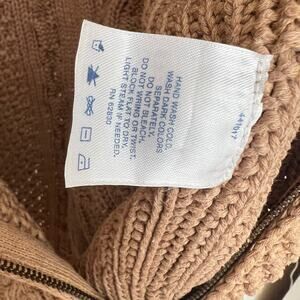 HAND WASH COLD.
WASH DARK COLORS
SEPARATELY.
DO NOT BLEACH.
DO NOT WRING OR TWIST.
BLOCK FLAT TO DRY.
LIGHT STEAM IF NEEDED.
RN 62830